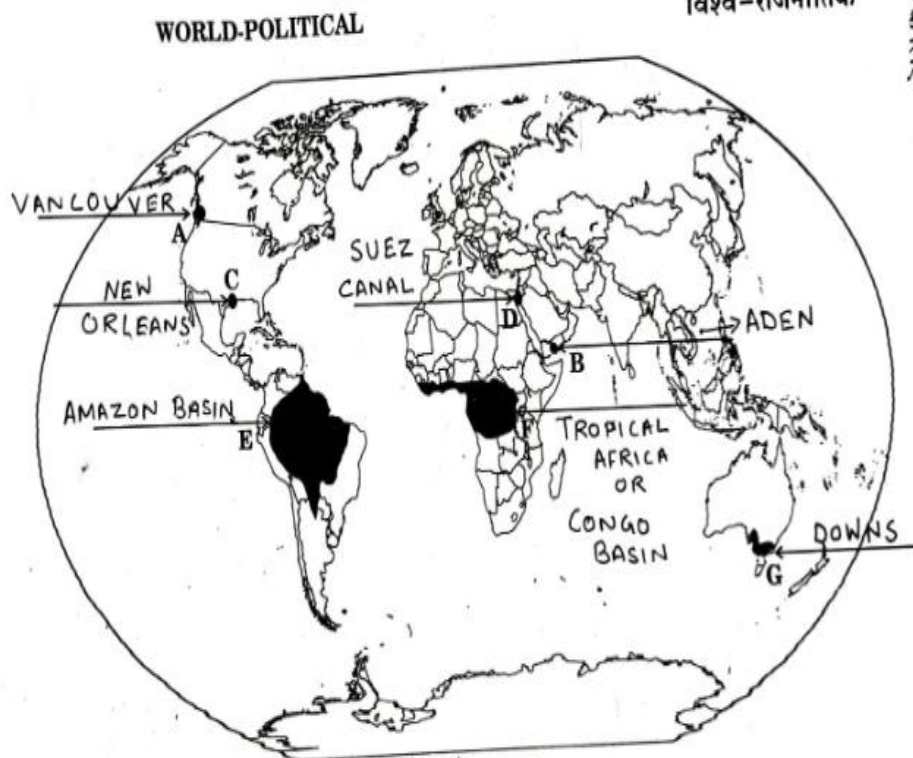 WORLD-POLITICAL
विश्व-राजनीतिक
VANCOUVER
A
SUEZ
CANAL
D
NEW
ORLEANS
C
ADEN
B
AMAZON BASIN
E
F
TROPICAL
AFRICA
OR
CONGO
BASIN
DOWNS
G